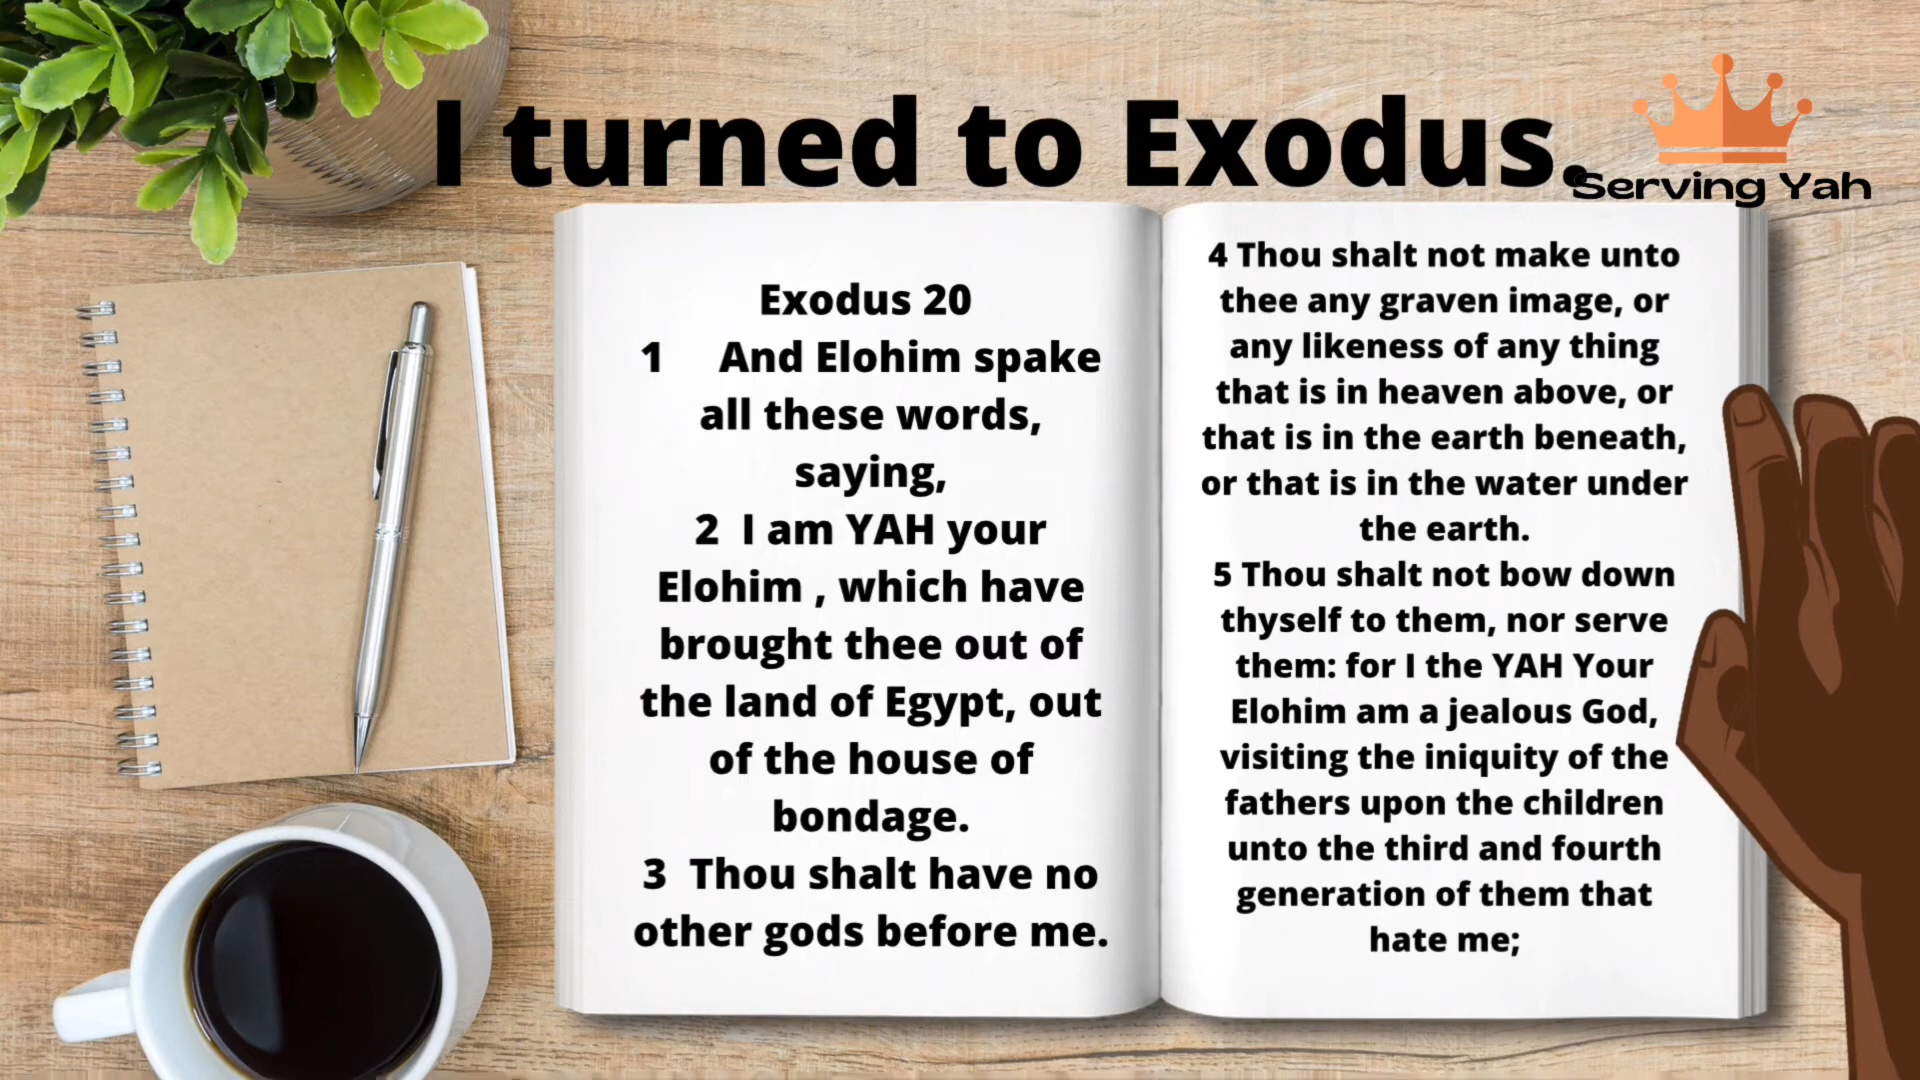 I turned to Exodus.
Serving Yah
Exodus 20
1 And Elohim spake
all these words,
saying,
2 I am YAH your
Elohim , which have
brought thee out of
the land of Egypt, out
of the house of
bondage.
3 Thou shalt have no
other gods before me.
4 Thou shalt not make unto
thee any graven image, or
any likeness of any thing
that is in heaven above, or
that is in the earth beneath,
or that is in the water under
the earth.
5 Thou shalt not bow down
thyself to them, nor serve
them: for I the YAH Your
Elohim am a jealous God,
visiting the iniquity of the
fathers upon the children
unto the third and fourth
generation of them that
hate me;